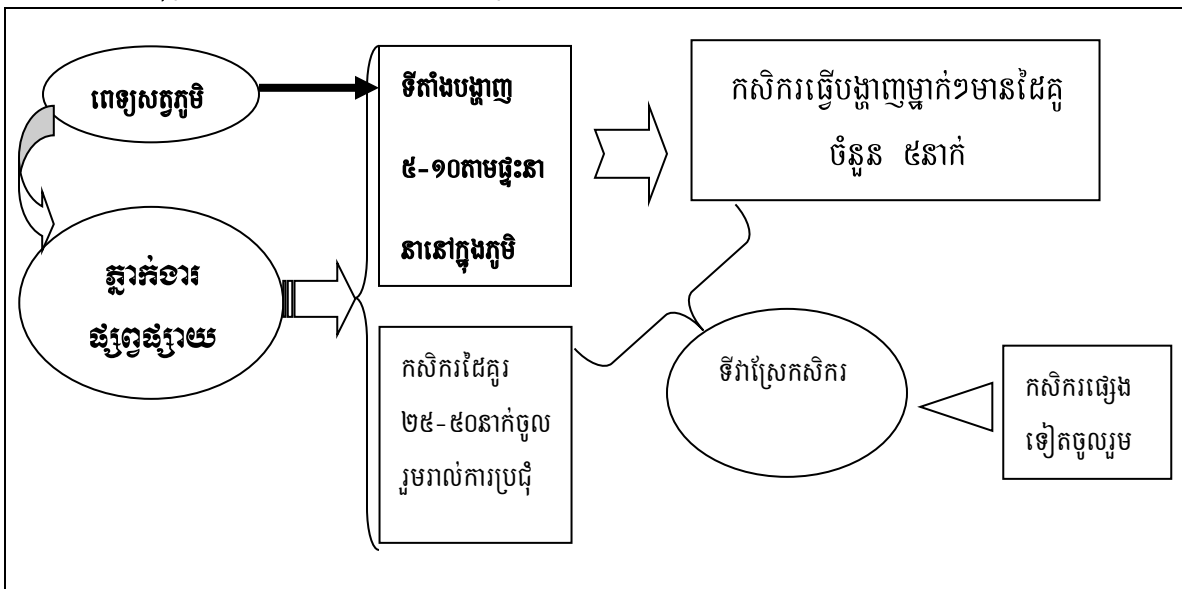 ពេទ្យសត្វភូមិ
ភ្នាក់ងារ
ផ្សព្វផ្សាយ
ទីតាំងបង្ហាញ
៥-១០តាមផ្ទះនា
នានៅក្នុងភូមិ
កសិករដៃគូរ
២៥-៥០នាក់ចូល
រួមរាល់ការប្រជុំ
កសិករធ្វើបង្ហាញម្នាក់ៗមានដៃគូ
ចំនួន ៥នាក់
ទីវាស្រែកសិករ
កសិករផ្សេង
ទៀតចូលរួម